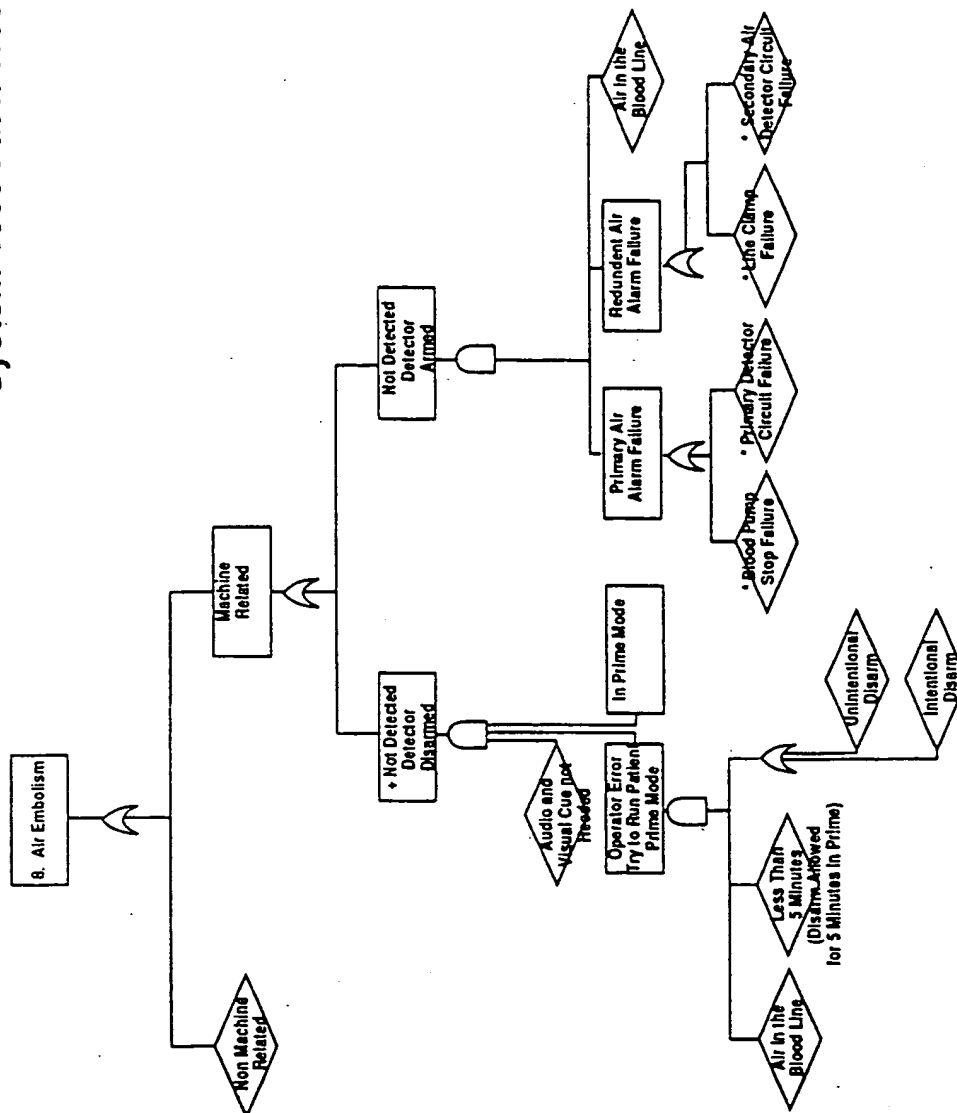 8. Air Embolism
Non Machine
Related
Machine
Related
+ Not Detected
Detector
Disarmed
Not Detected
Detector
Armed
Audio and
Visual Cue not
Operator Error
Try to Run Patient
Prime Mode
In Prime Mode
Primary Air
Alarm Failure
Redundent Air
Alarm Failure
Air In the
Blood Line
Air In the
Blood Line
Less Than
5 Minutes
(Disarm Allowed
for 5 Minutes In Prime)
Unintentional
Disarm
Intentional
Disarm
* Blood Pump
Stop Failure
* Primary Detector
Circuit Failure
* Line Clamp
Failure
* Secondary Air
Detector Circuit
Failure